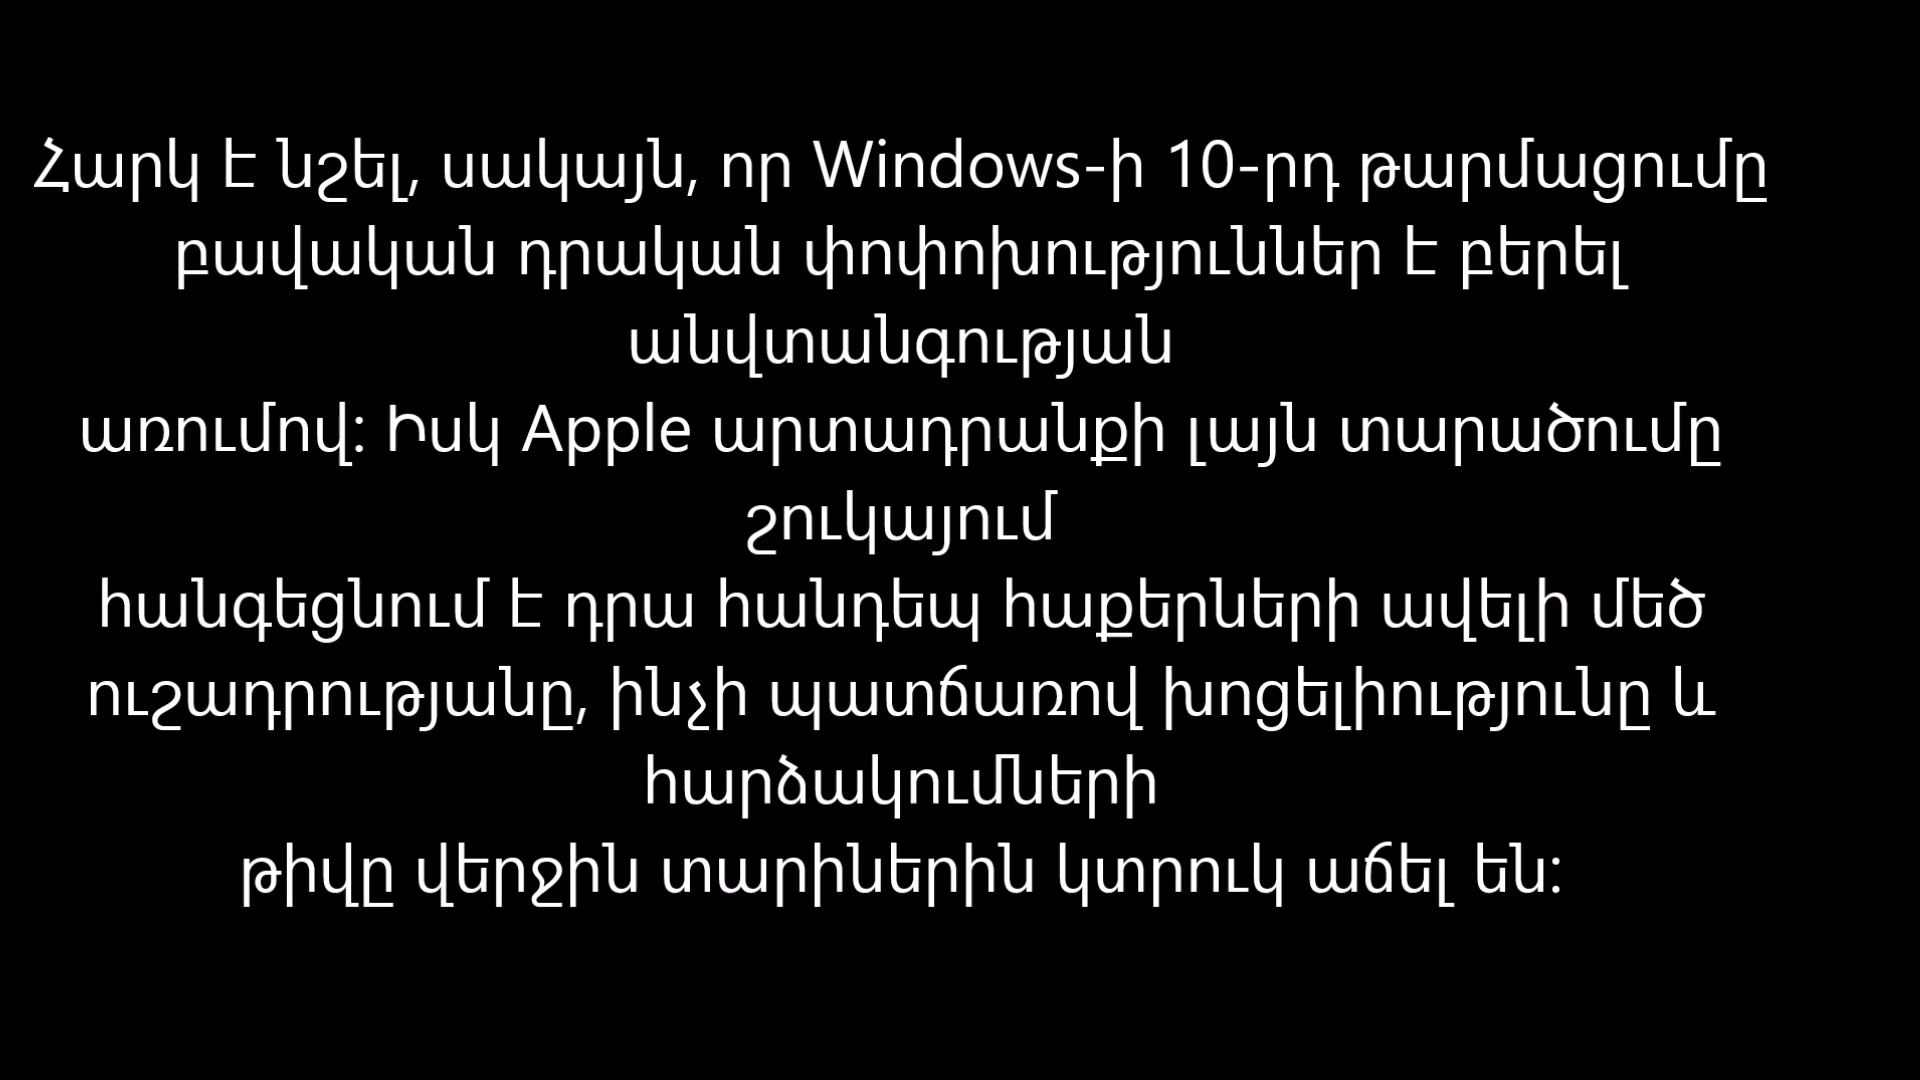 Հարկ է նշել, սակայն, որ Windows-ի 10-րդ թարմացումը
բավական դրական փոփոխություններ է բերել
անվտանգության
առումով: Իսկ Apple արտադրանքի լայն տարածումը
շուկայում
հանգեցնում է դրա հանդեպ հաքերների ավելի մեծ
ուշադրությանը, ինչի պատճառով խոցելիությունը և
հարձակումների
թիվը վերջին տարիներին կտրուկ աճել են: